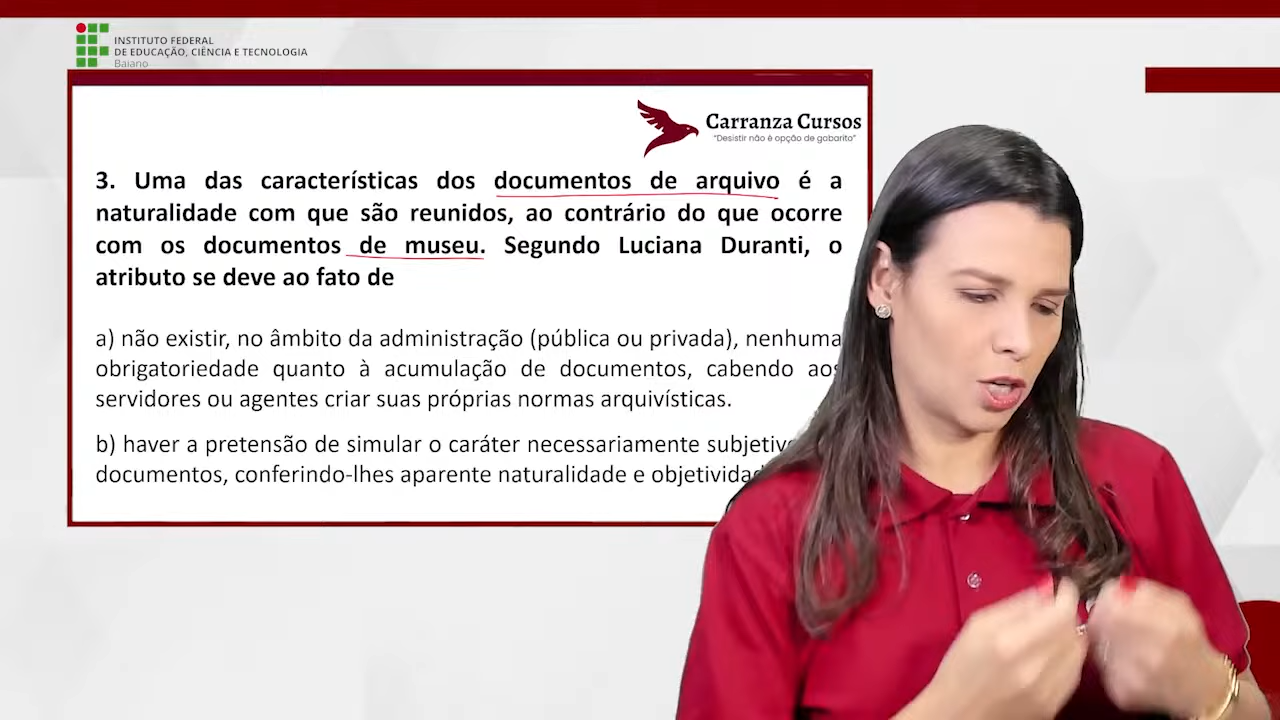 INSTITUTO FEDERAL
DE EDUCAÇÃO, CIÊNCIA E TECNOLOGIA
Baiano
Carranza Cursos
"Desistir não é opção de gabarito"
3. Uma das características dos documentos de arquivo é a
naturalidade com que são reunidos, ao contrário do que ocorre
com os documentos de museu. Segundo Luciana Duranti, o
atributo se deve ao fato de
a) não existir, no âmbito da administração (pública ou privada), nenhuma
obrigatoriedade quanto à acumulação de documentos, cabendo aos
servidores ou agentes criar suas próprias normas arquivísticas.
b) haver a pretensão de simular o caráter necessariamente
documentos, conferindo-lhes aparente naturalidade e